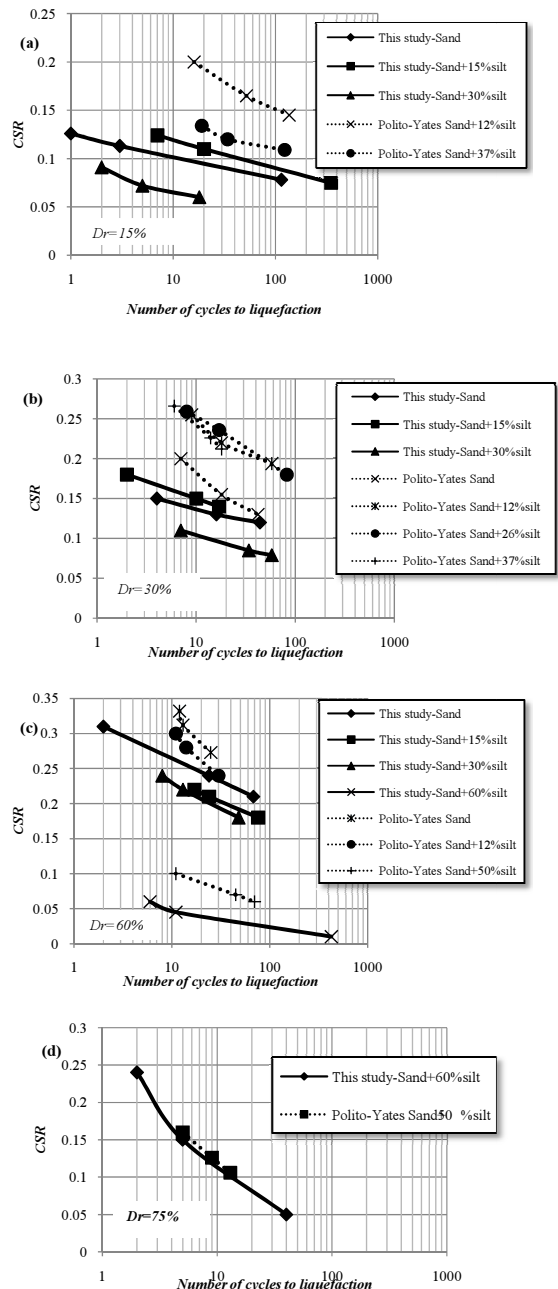 (a)
0.25
0.2
0.15
0.1
0.05
0
CSR
Dr=15%
1
10
100
1000
Number of cycles to liquefaction
This study-Sand
This study-Sand+15%silt
This study-Sand+30%silt
Polito-Yates Sand+12%silt
Polito-Yates Sand+37%silt
(b)
0.3
0.25
0.2
0.15
0.1
0.05
0
CSR
Dr=30%
1
10
100
1000
Number of cycles to liquefaction
This study-Sand
This study-Sand+15%silt
This study-Sand+30%silt
Polito-Yates Sand
Polito-Yates Sand+12%silt
Polito-Yates Sand+26%silt
Polito-Yates Sand+37%silt
(c)
0.35
0.3
0.25
0.2
0.15
0.1
0.05
0
CSR
Dr=60%
1
10
100
1000
Number of cycles to liquefaction
This study-Sand
This study-Sand+15%silt
This study-Sand+30%silt
This study-Sand+60%silt
Polito-Yates Sand
Polito-Yates Sand+12%silt
Polito-Yates Sand+50%silt
(d)
0.3
0.25
0.2
0.15
0.1
0.05
0
CSR
Dr=75%
1
10
100
1000
Number of cycles to liquefaction
This study-Sand+60%silt
Polito-Yates Sand+50 %silt